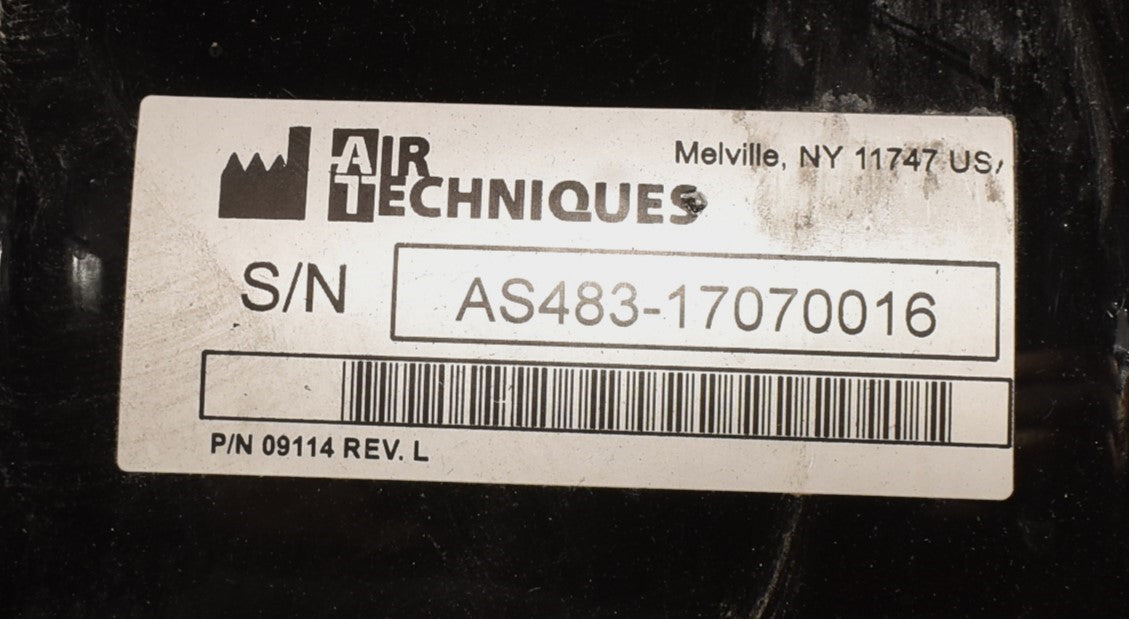 AIR
TECHNIQUES
Melville, NY 11747 US
S/N
AS483-17070016
P/N 09114 REV. L